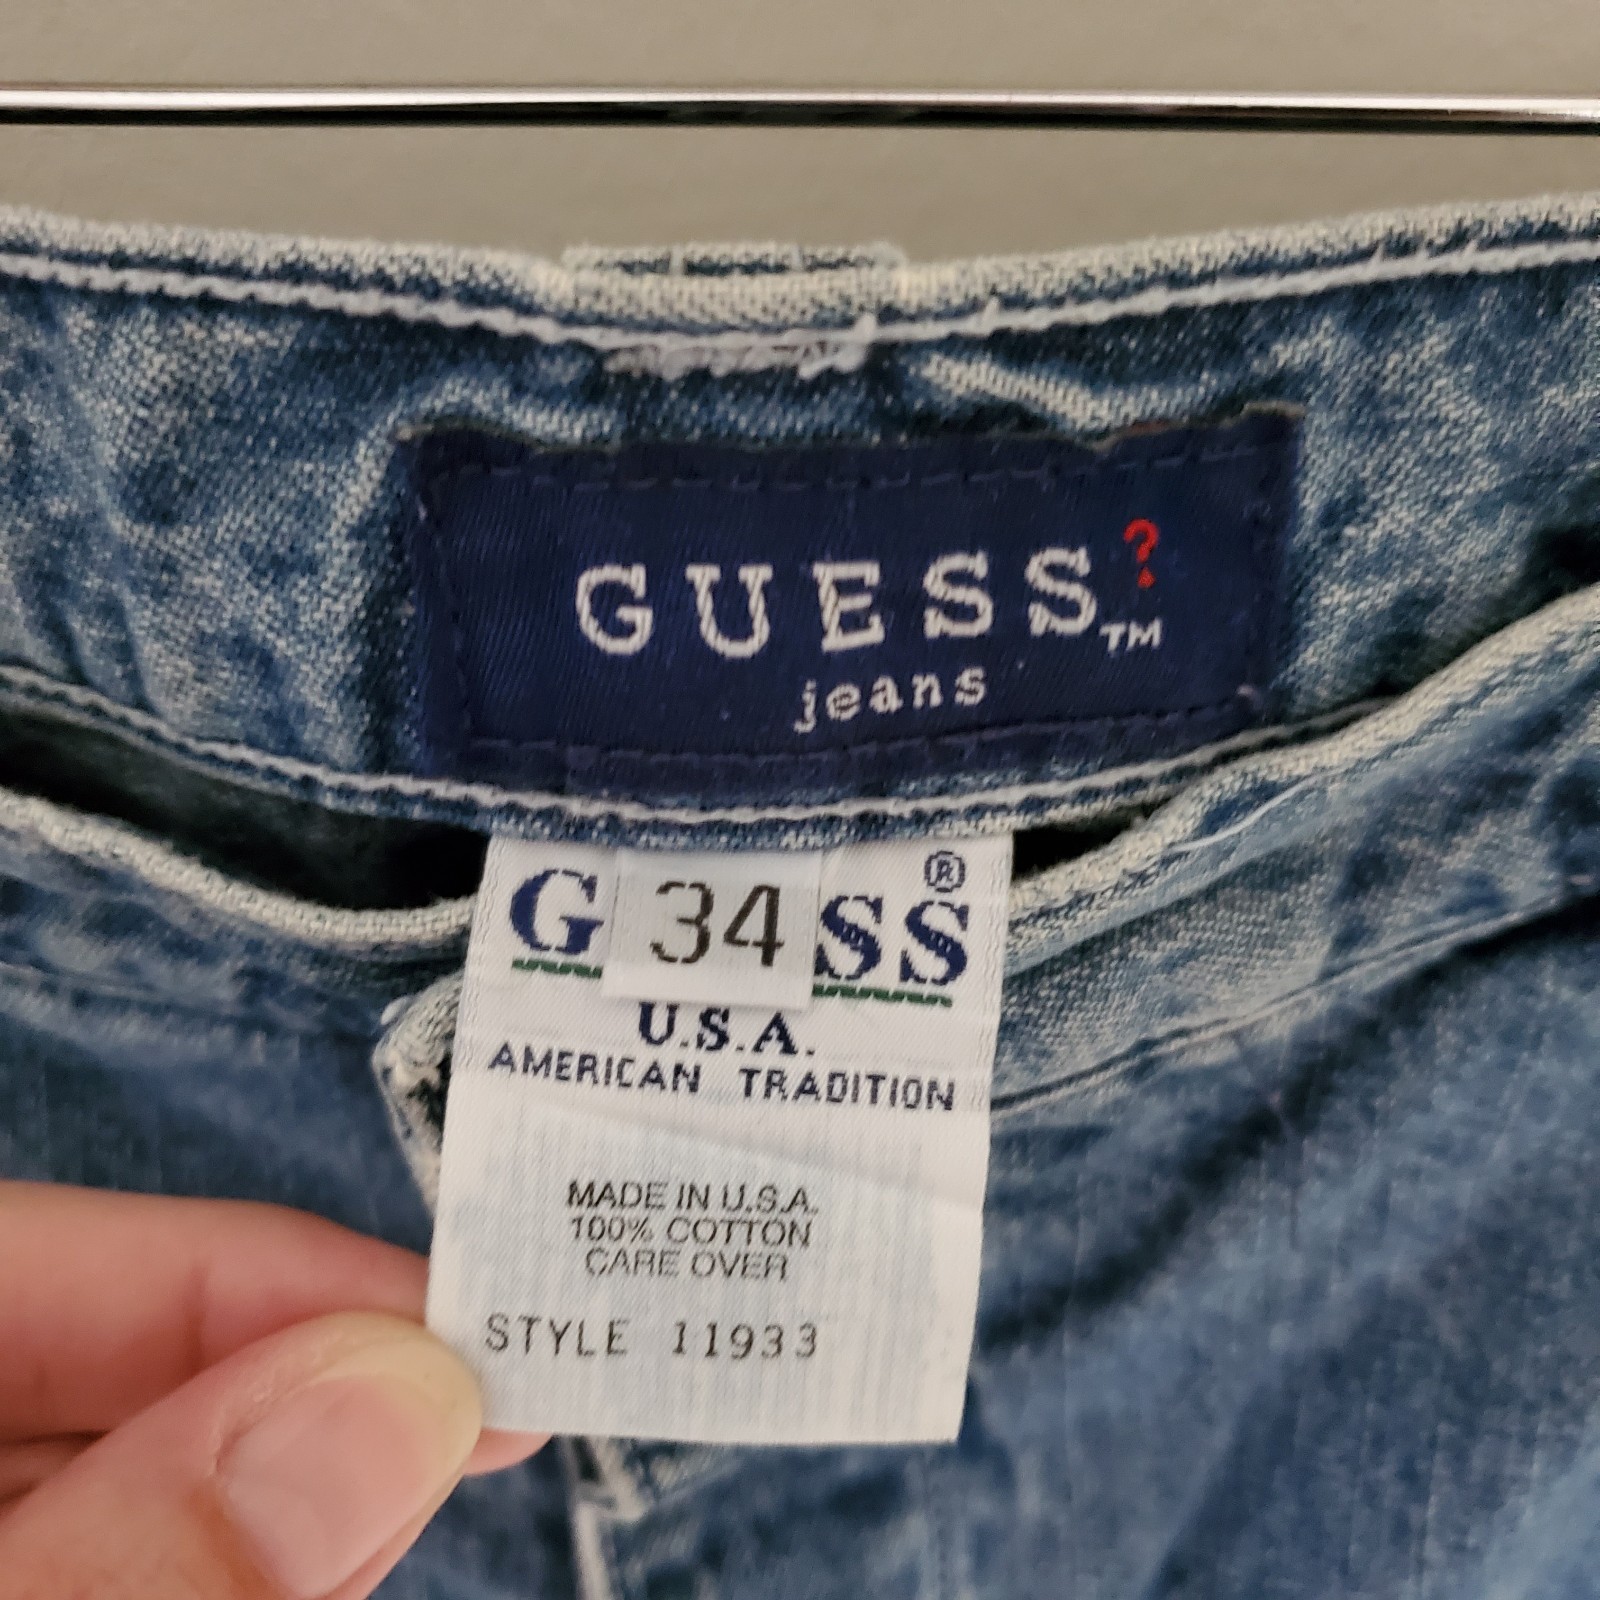 GUESS?™
jeans
G 34 SS®
U.S.A.
AMERICAN TRADITION
MADE IN U.S.A.
100% COTTON
CARE OVER
STYLE 11933